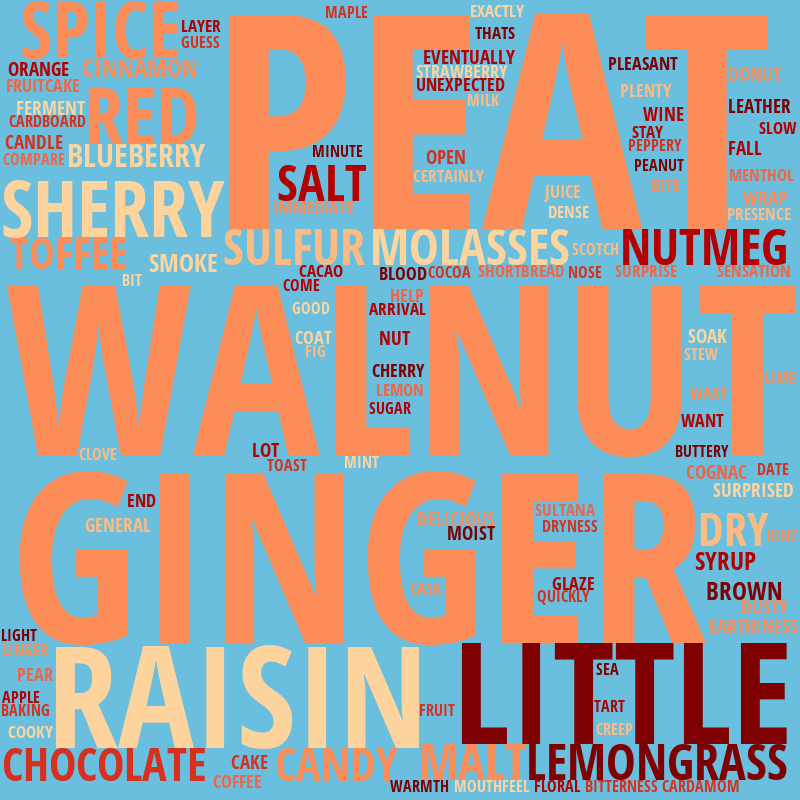 SPICE
LAYER
GUESS
MAPLE
EXACTLY
THATS
PEAT
EVENTUALLY
STRAWBERRY
UNEXPECTED
MILK
PLEASANT
DONUT
PLENTY
LEATHER
ORANGE
CINNAMON
FRUITCAKE
FERMENT
CARDBOARD
RED
WINE
SLOW
STAY
CANDLE
COMPARE
BLUEBERRY
MINUTE
OPEN
PEPPERY
FALL
PEANUT
CERTAINLY
SALT
MENTHOL
BITE
SHERRY
JUICE
WRAP
IMMEDIATE
DENSE
PRESENCE
TOFFEE
SULFUR
MOLASSES
SCOTCH
NUTMEG
SMOKE
BIT
CACAO
COME
BLOOD
COCOA
SHORTBREAD
NOSE
SURPRISE
SENSATION
WALNUT
HELP
GOOD
ARRIVAL
COAT
FIG
NUT
SOAK
STEW
CHERRY
LIME
LEMON
WAXY
SUGAR
WANT
CLOVE
LOT
TOAST
MINT
BUTTERY
COGNAC
DATE
SURPRISED
GINGER
END
GENERAL
DELICIOUS
MOIST
SULTANA
DRYNESS
DRY
HINT
SYRUP
CASK
GLAZE
QUICKLY
BROWN
DUSTY
EARTHINESS
LIGHT
LINGER
RAISIN
LITTLE
PEAR
SEA
APPLE
BAKING
FRUIT
TART
COOKY
CREEP
CHOCOLATE
CAKE
COFFEE
CANDY
MALT
LEMONGRASS
WARMTH
MOUTHFEEL
FLORAL
BITTERNESS
CARDAMOM